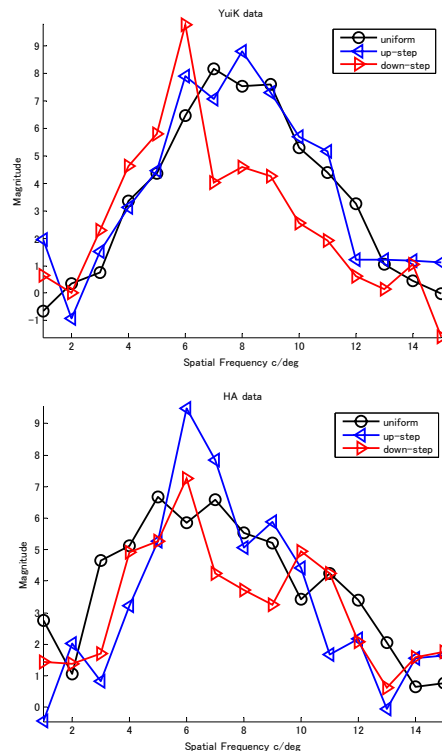 YuiK data
uniform
up-step
down-step
9
8
7
6
5
4
3
2
1
0
−1
Magnitude
2 4 6 8 10 12 14
Spatial Frequency c/deg
HA data
uniform
up-step
down-step
9
8
7
6
5
4
3
2
1
0
Magnitude
2 4 6 8 10 12 14
Spatial Frequency c/deg